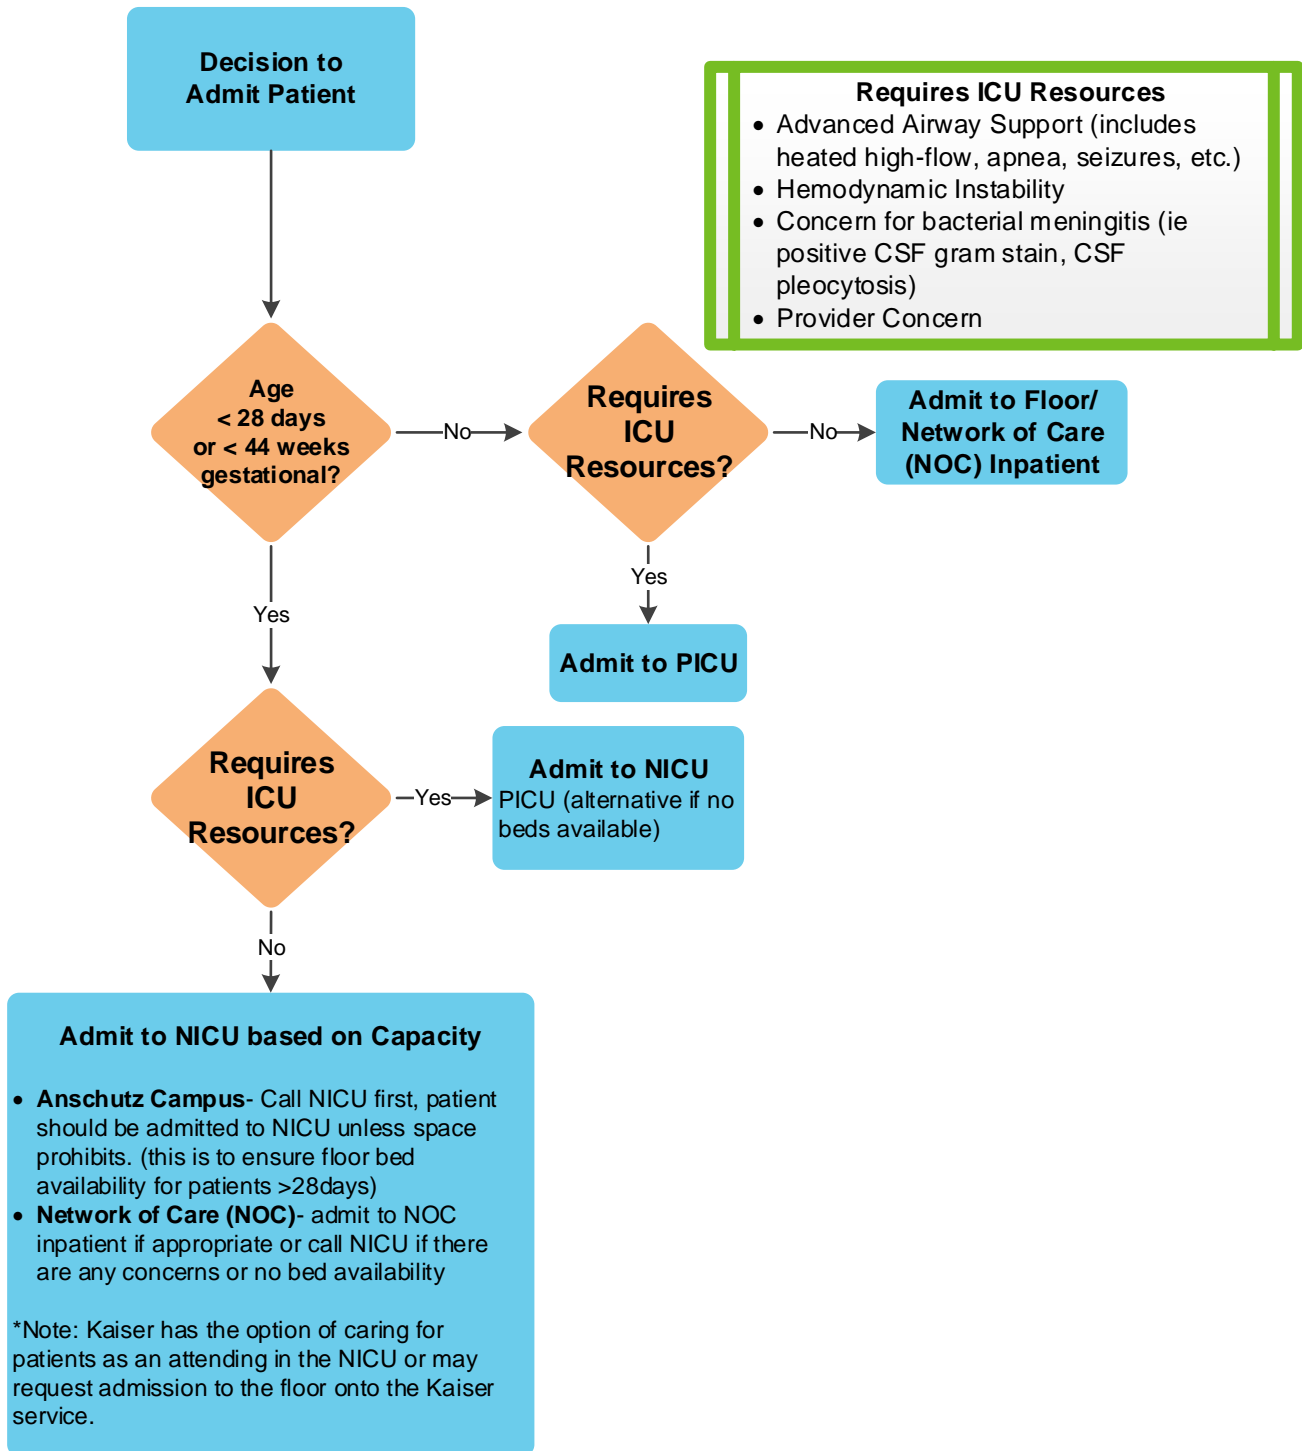 Decision to
Admit Patient
Requires ICU Resources
• Advanced Airway Support (includes
heated high-flow, apnea, seizures, etc.)
• Hemodynamic Instability
• Concern for bacterial meningitis (ie
positive CSF gram stain, CSF
pleocytosis)
• Provider Concern
Age
< 28 days
or < 44 weeks
gestational?
No
Requires
ICU
Resources?
No
Admit to Floor/
Network of Care
(NOC) Inpatient
Yes
Admit to PICU
Yes
Requires
ICU
Resources?
Yes
Admit to NICU
PICU (alternative if no
beds available)
No
Admit to NICU based on Capacity
• Anschutz Campus- Call NICU first, patient
should be admitted to NICU unless space
prohibits. (this is to ensure floor bed
availability for patients >28days)
• Network of Care (NOC)- admit to NOC
inpatient if appropriate or call NICU if there
are any concerns or no bed availability
*Note: Kaiser has the option of caring for
patients as an attending in the NICU or may
request admission to the floor onto the Kaiser
service.